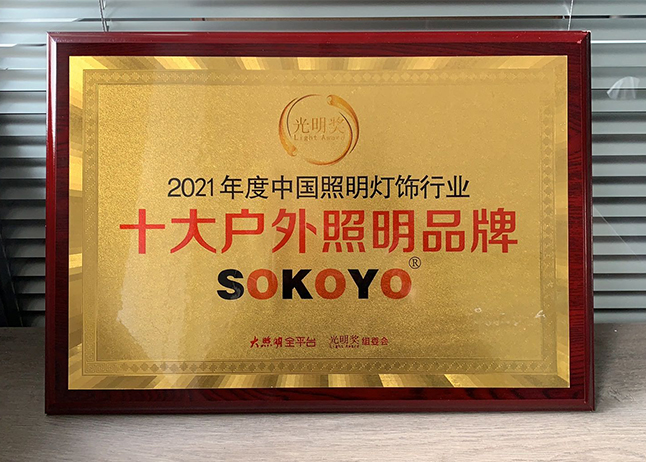 光明奖
Light Award
2021年度中国照明灯饰行业
十大户外照明品牌
SOKOYO®
大照明全平台 光明奖 Light Award 组委会